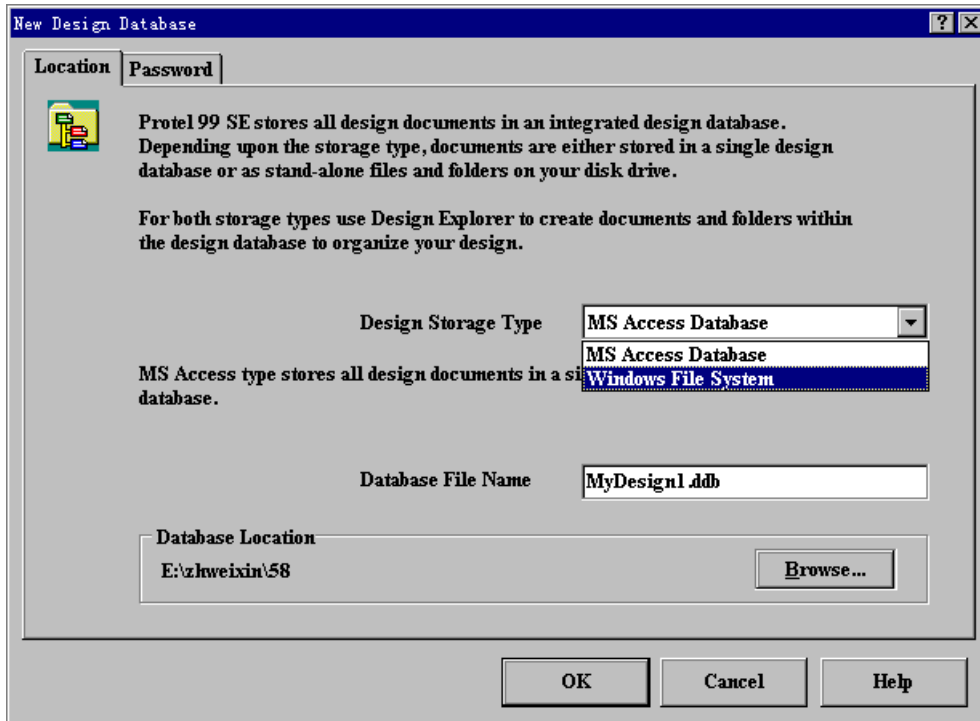 New Design Database
Location
Password
Protel 99 SE stores all design documents in an integrated design database.
Depending upon the storage type, documents are either stored in a single design
database or as stand-alone files and folders on your disk drive.
For both storage types use Design Explorer to create documents and folders within
the design database to organize your design.
Design Storage Type
MS Access Database
MS Access Database
Windows File System
MS Access type stores all design documents in a si
database.
Database File Name
MyDesign1.ddb
Database Location
E:\zhweixin\58
Browse...
OK
Cancel
Help